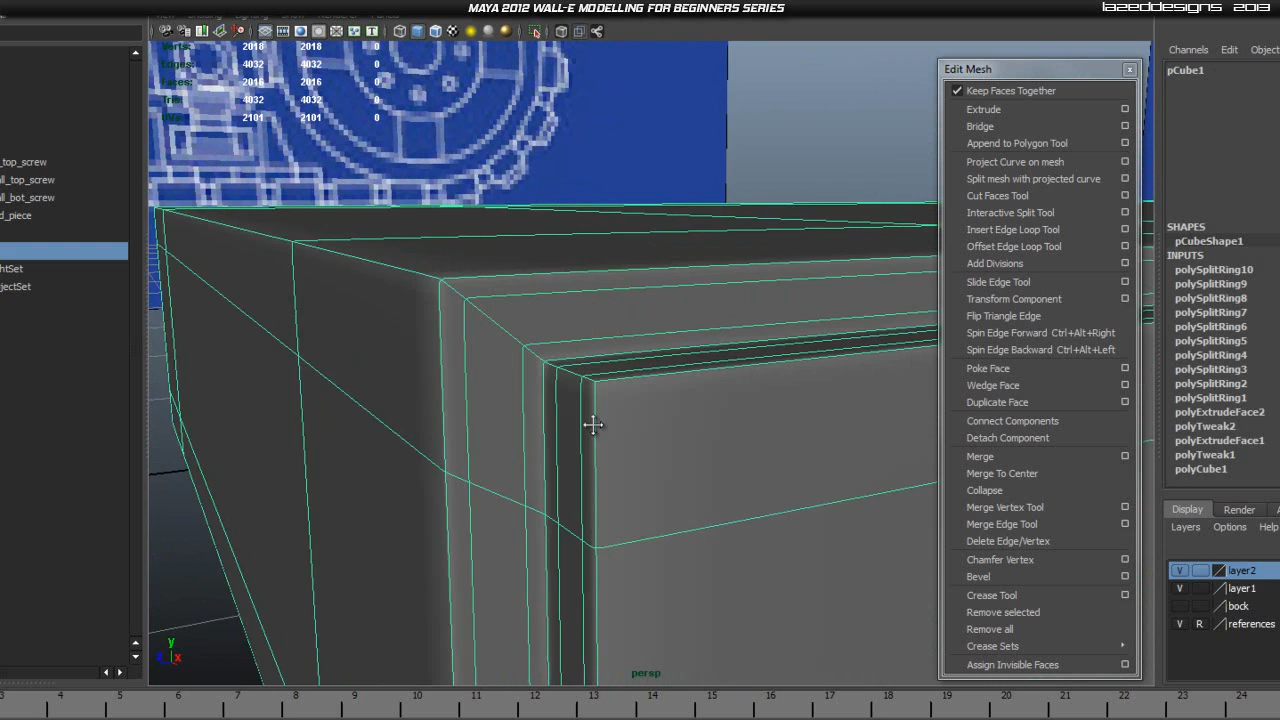 MAYA 2012 WALL-E MODELLING FOR BEGINNERS SERIES
LAZEDDESIGNS 2013
Verts: 2018 2018 0
Edges: 4032 4032 0
Faces: 2016 2016 0
Tris: 4032 4032 0
UVs: 2101 2101 0
_top_screw
all_top_screw
all_bot_screw
d_piece
htSet
jectSet
Edit Mesh
x
Keep Faces Together
Extrude
Bridge
Append to Polygon Tool
Project Curve on mesh
Split mesh with projected curve
Cut Faces Tool
Interactive Split Tool
Insert Edge Loop Tool
Offset Edge Loop Tool
Add Divisions
Slide Edge Tool
Transform Component
Flip Triangle Edge
Spin Edge Forward Ctrl+Alt+Right
Spin Edge Backward Ctrl+Alt+Left
Poke Face
Wedge Face
Duplicate Face
Connect Components
Detach Component
Merge
Merge To Center
Collapse
Merge Vertex Tool
Merge Edge Tool
Delete Edge/Vertex
Chamfer Vertex
Bevel
Crease Tool
Remove selected
Remove all
Crease Sets
Assign Invisible Faces
Channels Edit Object
pCube1
SHAPES
pCubeShape1
INPUTS
polySplitRing10
polySplitRing9
polySplitRing8
polySplitRing7
polySplitRing6
polySplitRing5
polySplitRing4
polySplitRing3
polySplitRing2
polySplitRing1
polyExtrudeFace2
polyTweak2
polyExtrudeFace1
polyTweak1
polyCube1
Display Render A
Layers Options Help
V layer2
V layer1
bock
V R references
y
z x
persp
3 4 5 6 7 8 9 10 11 12 13 14 15 16 17 18 19 20 21 22 23 24